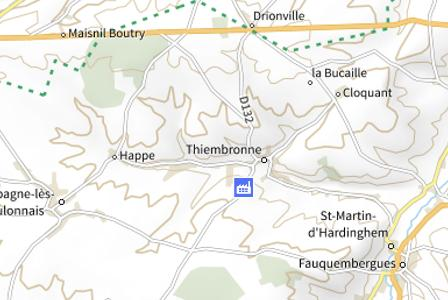 Drionville
Maisnil Boutry
la Bucaille
Cloquant
D132
Thiembronne
Happe
St-Martin-
d'Hardinghem
Fauquembergues